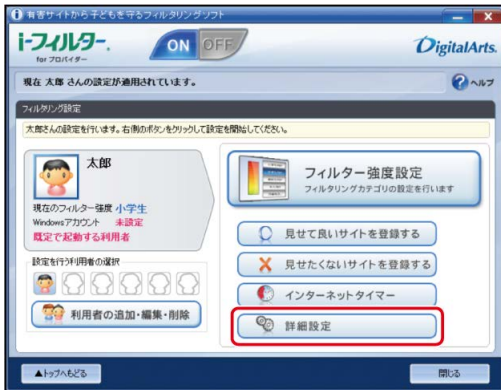 有害サイトから子どもを守るフィルタリングソフト
i-フィルター.
for プロバイダー
ON OFF
DigitalArts.
現在 太郎 さんの設定が適用されています。
ヘルプ
フィルタリング設定
太郎さんの設定を行います。右側のボタンをクリックして設定を開始してください。
太郎
現在のフィルター強度 小学生
Windowsアカウント 未設定
既定で起動する利用者
設定を行う利用者の選択
利用者の追加・編集・削除
フィルター強度設定
フィルタリングカテゴリの設定を行います
見せて良いサイトを登録する
見せたくないサイトを登録する
インターネットタイマー
詳細設定
▲トップへもどる
閉じる